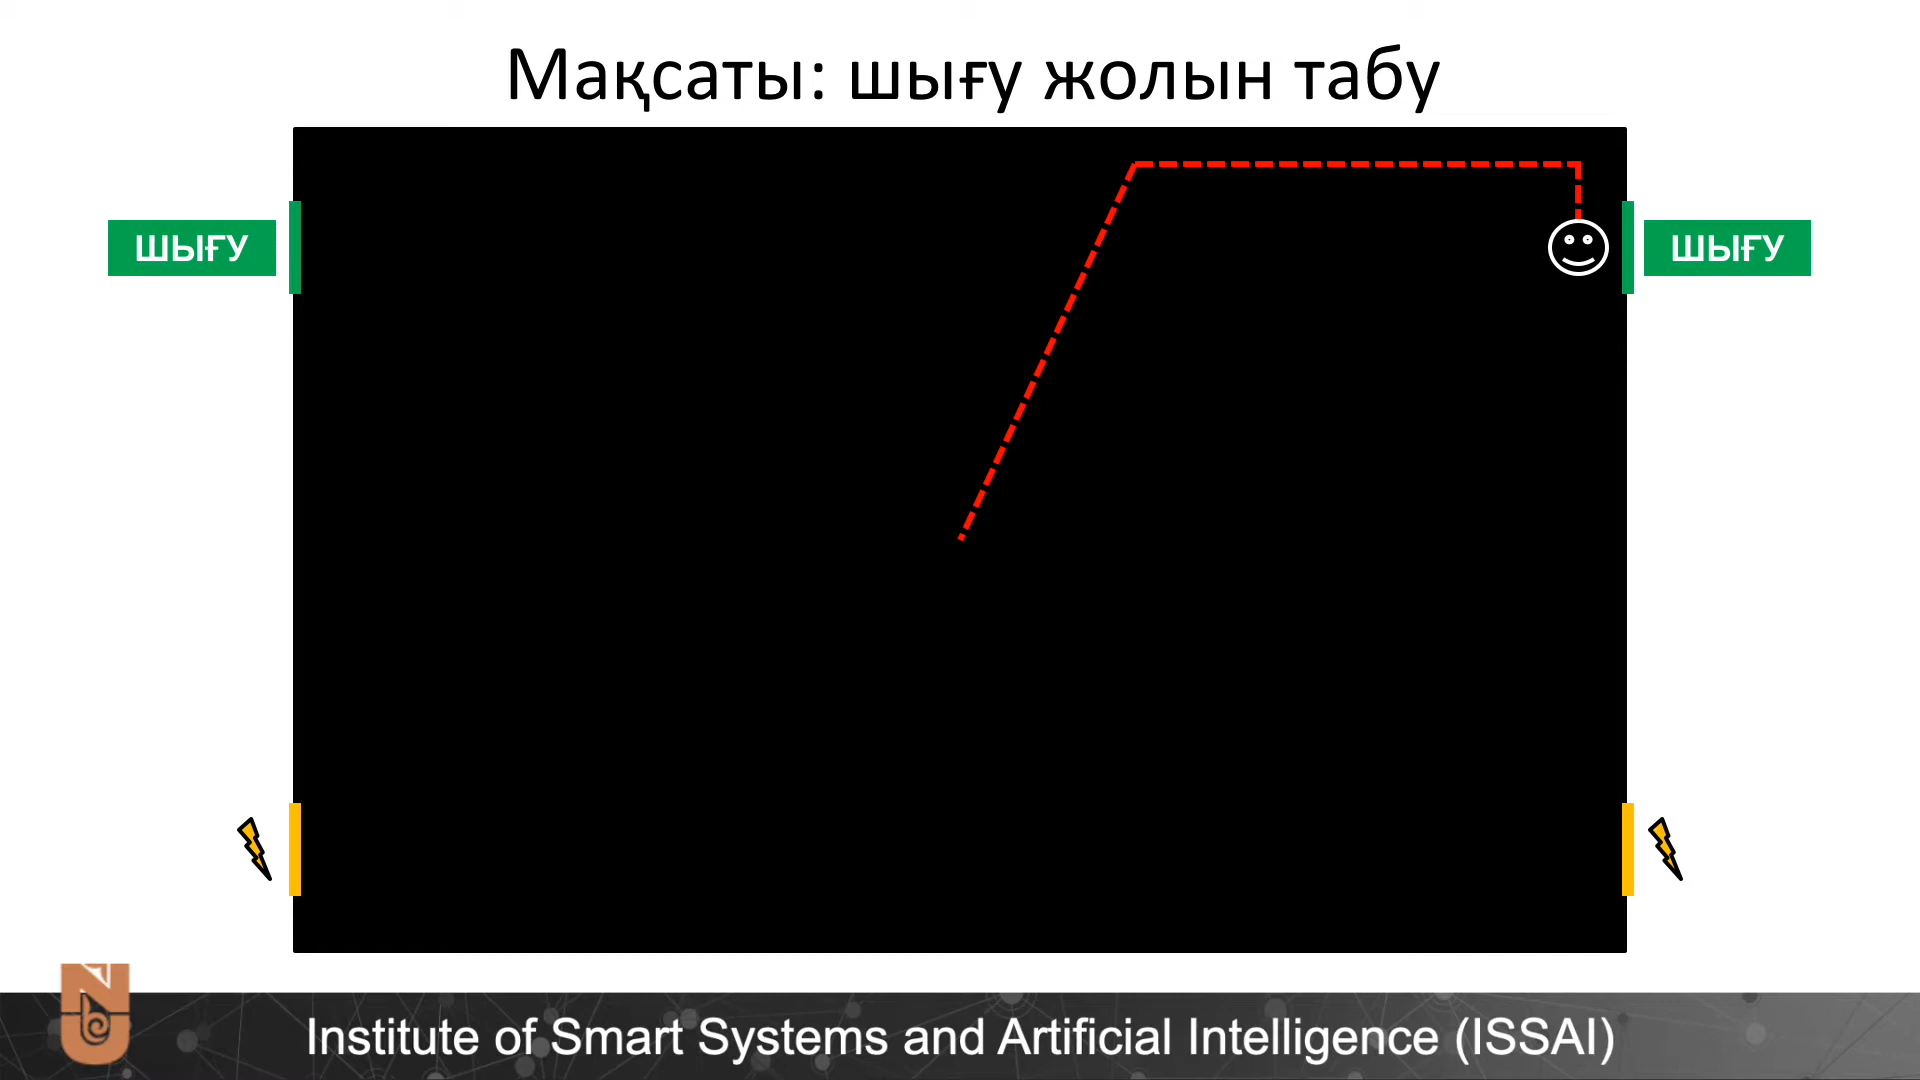 Мақсаты: шығу жолын табу
ШЫҒУ
ШЫҒУ
Institute of Smart Systems and Artificial Intelligence (ISSAI)